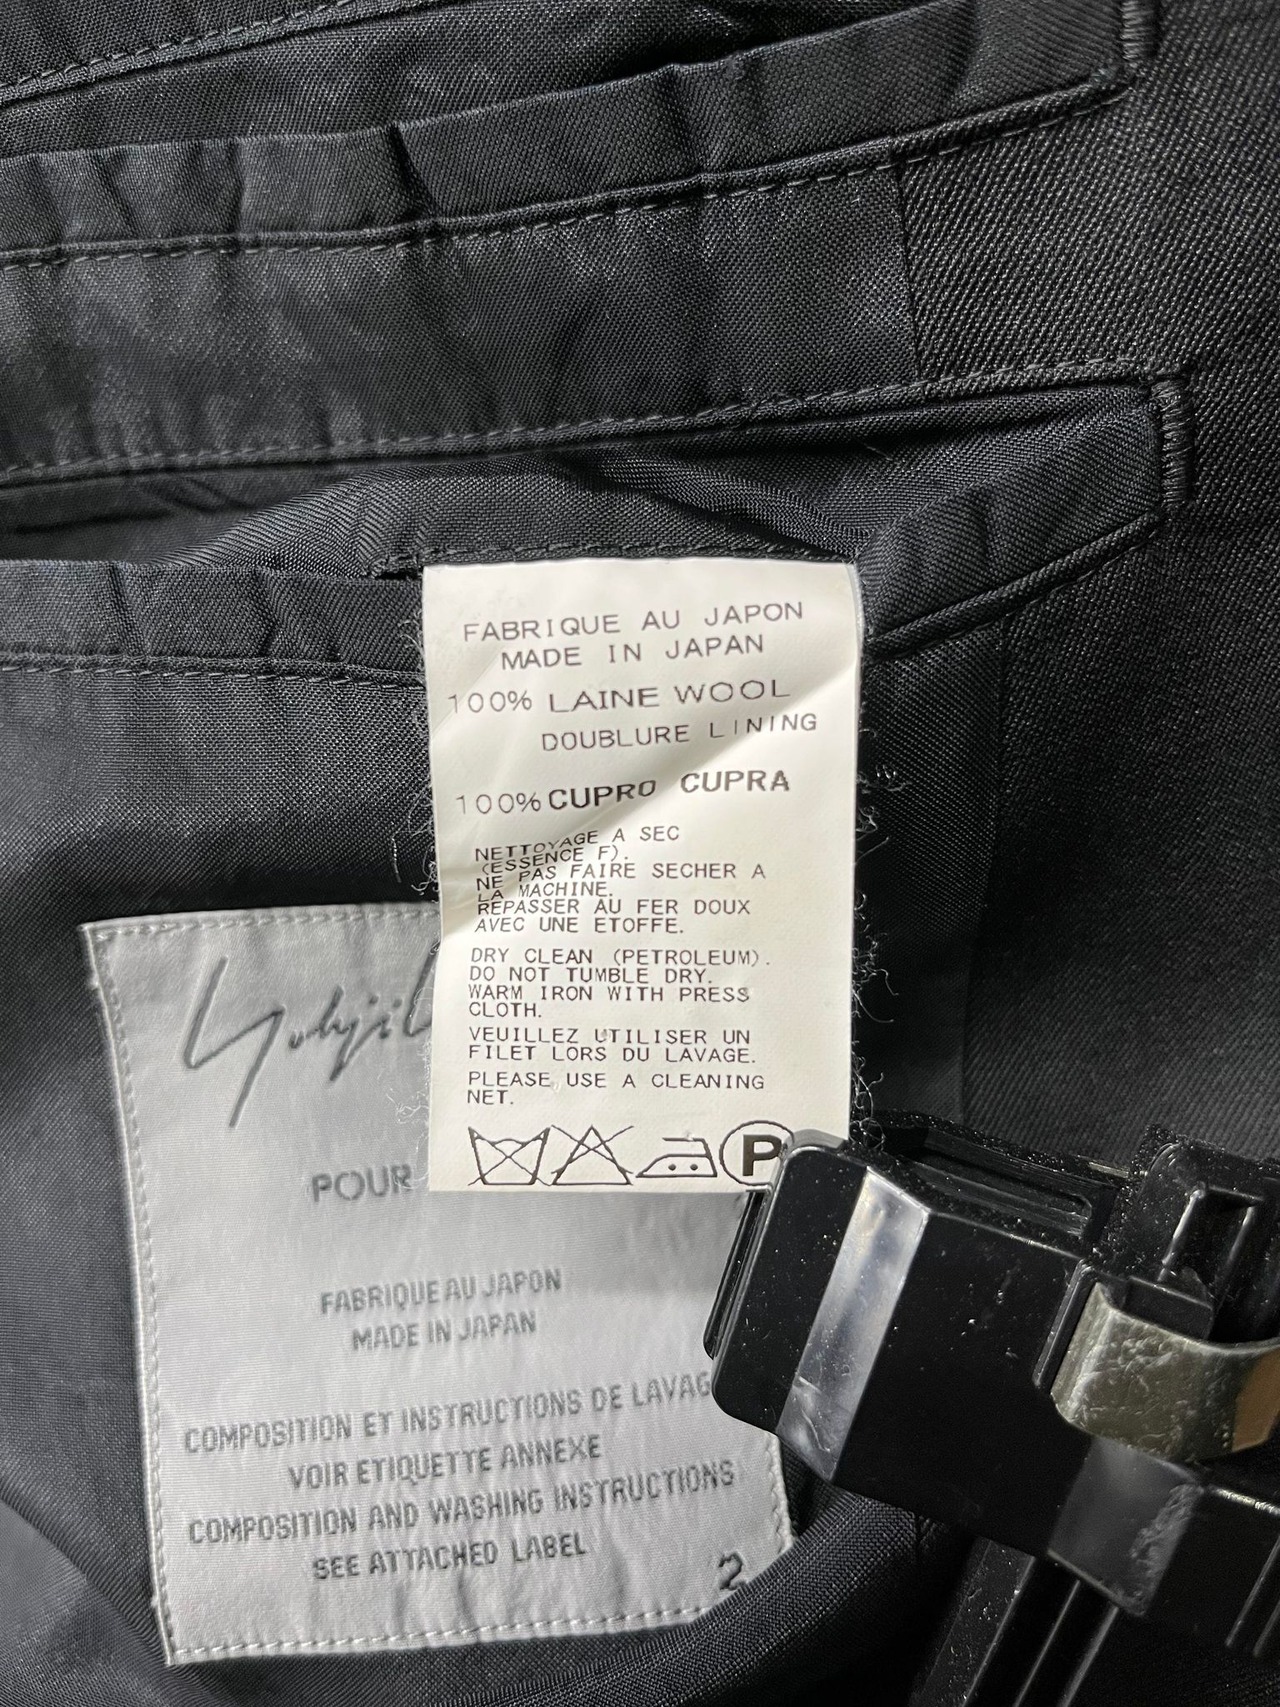 FABRIQUE AU JAPON
MADE IN JAPAN
100% LAINE WOOL
DOUBLURE LINING
100% CUPRO CUPRA
NETTOYAGE A SEC
(ESSENCE F).
NE PAS FAIRE SECHER A
LA MACHINE.
REPASSER AU FER DOUX
AVEC UNE ETOFFE.
DRY CLEAN (PETROLEUM).
DO NOT TUMBLE DRY.
WARM IRON WITH PRESS
CLOTH.
VEUILLEZ UTILISER UN
FILET LORS DU LAVAGE.
PLEASE USE A CLEANING
NET.
P
Yohji
POUR
FABRIQUE AU JAPON
MADE IN JAPAN
COMPOSITION ET INSTRUCTIONS DE LAVAG
VOIR ETIQUETTE ANNEXE
COMPOSITION AND WASHING INSTRUCTIONS
SEE ATTACHED LABEL
2